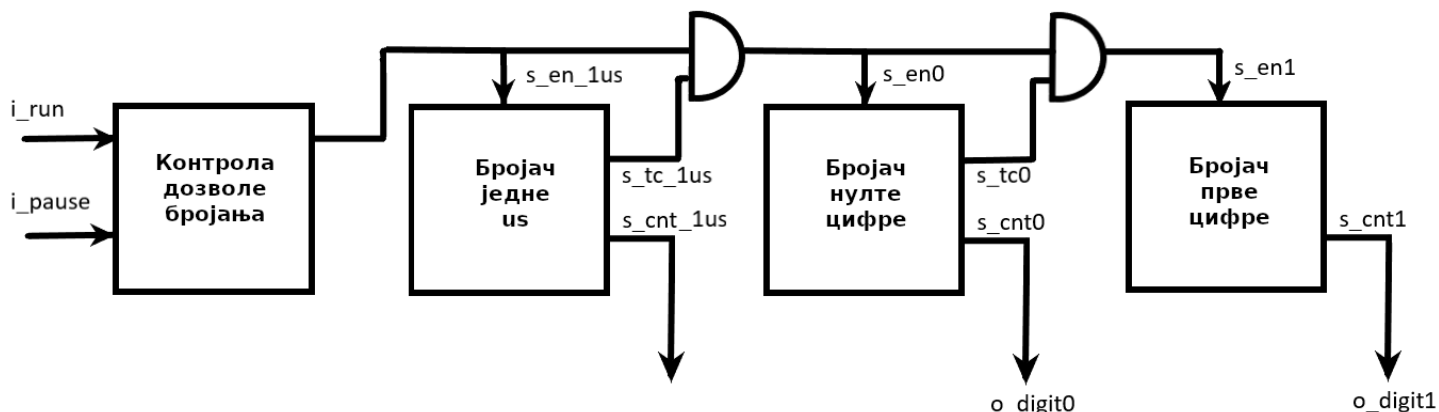 i_run
i_pause
Контрола
дозволе
бројања
s_en_1us
Бројач
једне
us
s_tc_1us
s_cnt_1us
s_en0
Бројач
нулте
цифре
s_tc0
s_cnt0
o_digit0
s_en1
Бројач
прве
цифре
s_cnt1
o_digit1